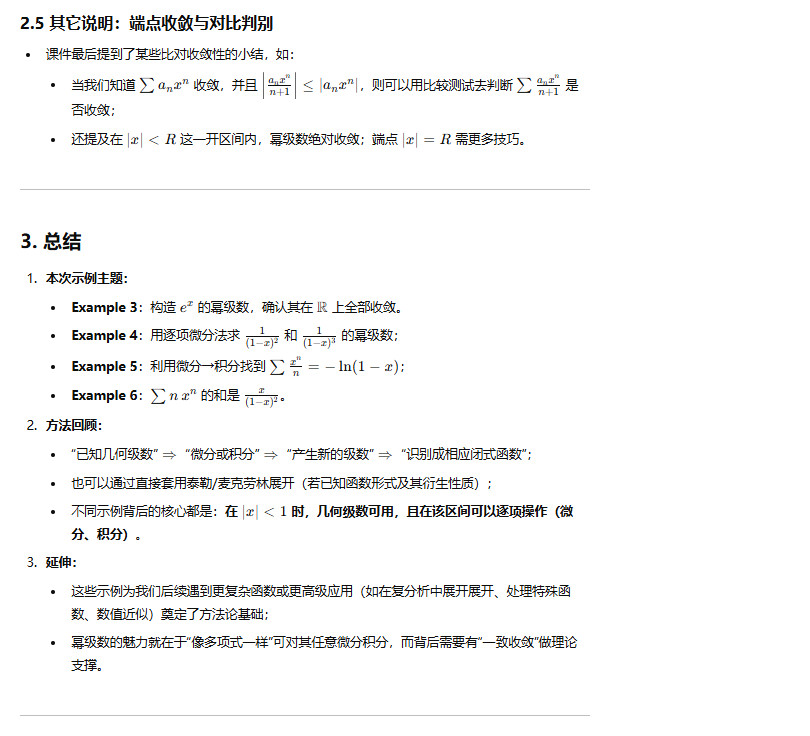 2.5 其它说明：端点收敛与对比判别
• 课件最后提到了某些比对收敛性的小结，如：
• 当我们知道 ∑ aₙxⁿ 收敛，并且 |aₙxⁿ/(n+1)| ≤ |aₙxⁿ|，则可以用比较测试去判断 ∑ aₙxⁿ/(n+1) 是
否收敛；
• 还提及在 |x| < R 这一开区间内，幂级数绝对收敛；端点 |x| = R 需更多技巧。
3. 总结
1. 本次示例主题：
• Example 3：构造 eˣ 的幂级数，确认其在 ℝ 上全部收敛。
• Example 4：用逐项微分法求 1/(1−x)² 和 1/(1−x)³ 的幂级数；
• Example 5：利用微分→积分找到 ∑ xⁿ/n = − ln(1 − x)；
• Example 6：∑ n xⁿ 的和是 x/(1−x)²。
2. 方法回顾：
• “已知几何级数” ⇒ “微分或积分” ⇒ “产生新的级数” ⇒ “识别成相应闭式函数”；
• 也可以通过直接套用泰勒/麦克劳林展开（若已知函数形式及其衍生性质）；
• 不同示例背后的核心都是：在 |x| < 1 时，几何级数可用，且在该区间可以逐项操作（微
分、积分）。
3. 延伸：
• 这些示例为我们后续遇到更复杂函数或更高级应用（如在复分析中展开展开、处理特殊函
数、数值近似）奠定了方法论基础；
• 幂级数的魅力就在于“像多项式一样”可对其任意微分积分，而背后需要有“一致收敛”做理论
支撑。